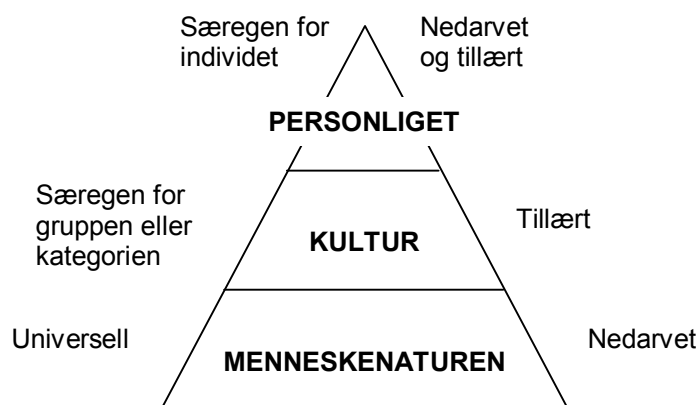 Særegen for
individet
Nedarvet
og tillært
PERSONLIGET
Særegen for
gruppen eller
kategorien
KULTUR
Tillært
Universell
MENNESKENATUREN
Nedarvet